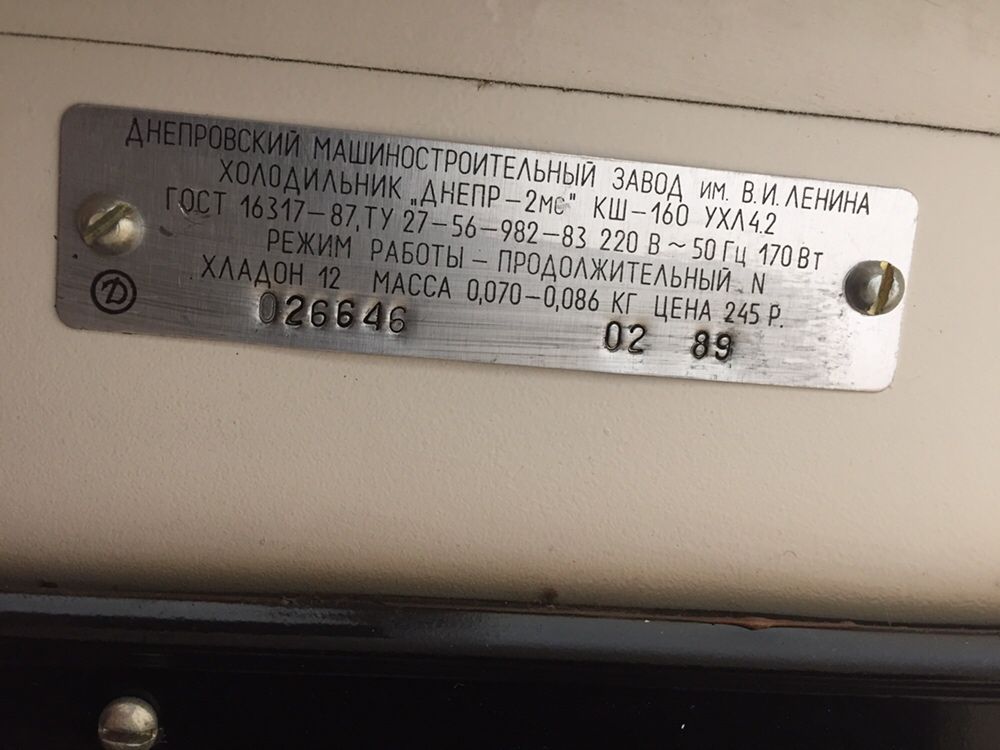 ДНЕПРОВСКИЙ МАШИНОСТРОИТЕЛЬНЫЙ ЗАВОД им. В.И.ЛЕНИНА
ХОЛОДИЛЬНИК „ДНЕПР-2мс" КШ-160 УХЛ4.2
ГОСТ 16317-87, ТУ 27-56-982-83 220 В ~ 50 Гц 170 Вт
РЕЖИМ РАБОТЫ - ПРОДОЛЖИТЕЛЬНЫЙ N
ХЛАДОН 12 МАССА 0,070-0,086 КГ ЦЕНА 245 Р.
026646 02 89